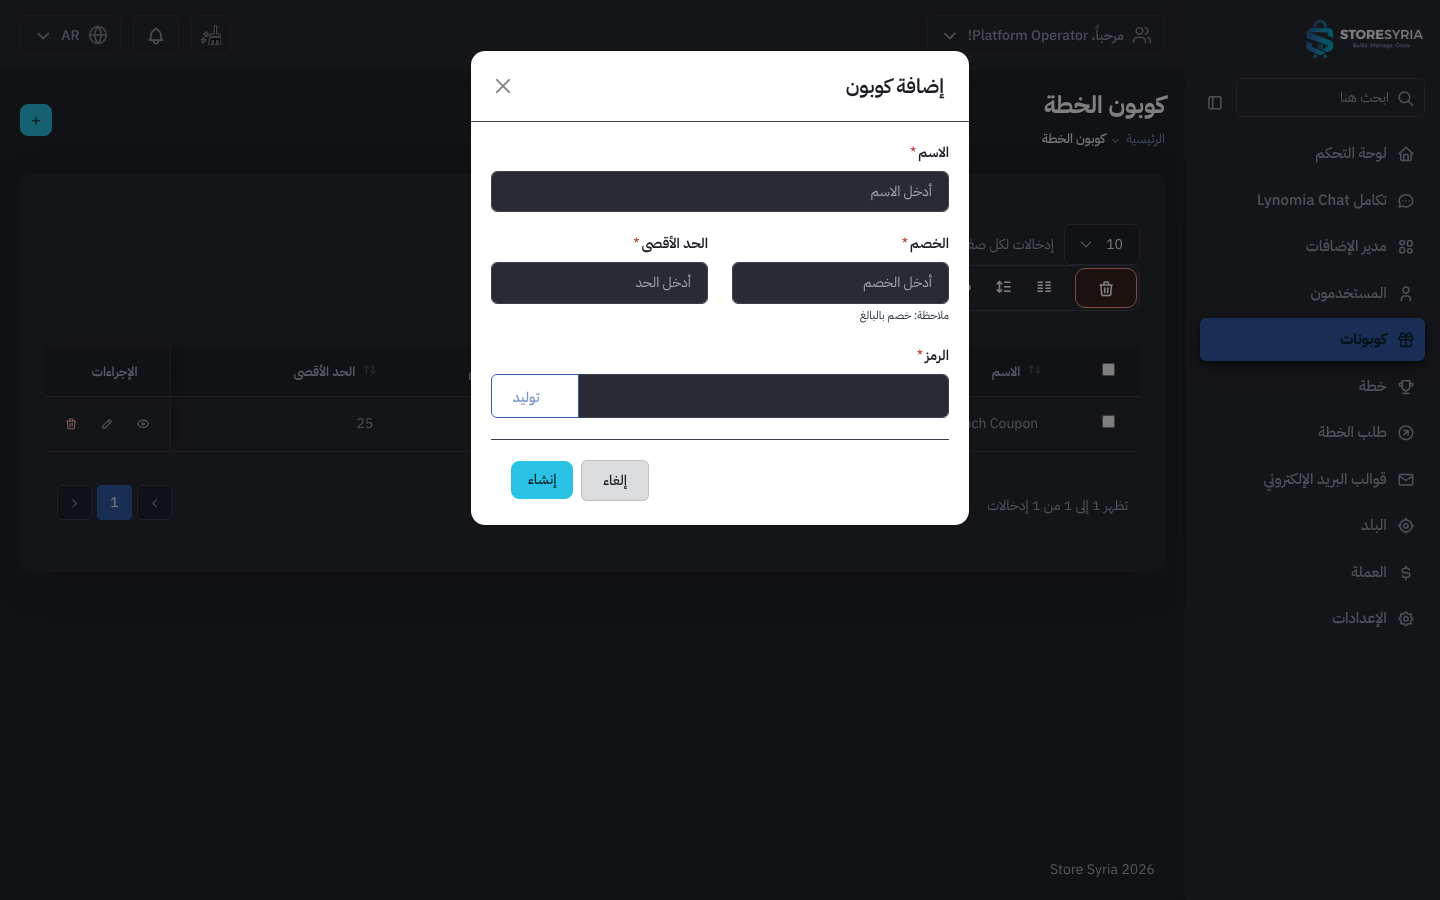 STORESYRIA
Build. Manage. Grow
مرحباً، Platform Operator!
AR
ابحث هنا
لوحة التحكم
تكامل Lynomia Chat
مدير الإضافات
المستخدمون
كوبونات
خطة
طلب الخطة
قوالب البريد الإلكتروني
البلد
العملة
الإعدادات
كوبون الخطة
الرئيسية
كوبون الخطة
+
10
إدخالات لكل
الاسم
الحد الأقصى
الإجراءات
Coupon
25
تظهر 1 إلى 1 من 1 إدخالات
1
إضافة كوبون
الاسم *
أدخل الاسم
الخصم *
الحد الأقصى *
أدخل الخصم
أدخل الحد
ملاحظة: خصم بالبالغ
الرمز *
توليد
إلغاء
إنشاء
Store Syria 2026